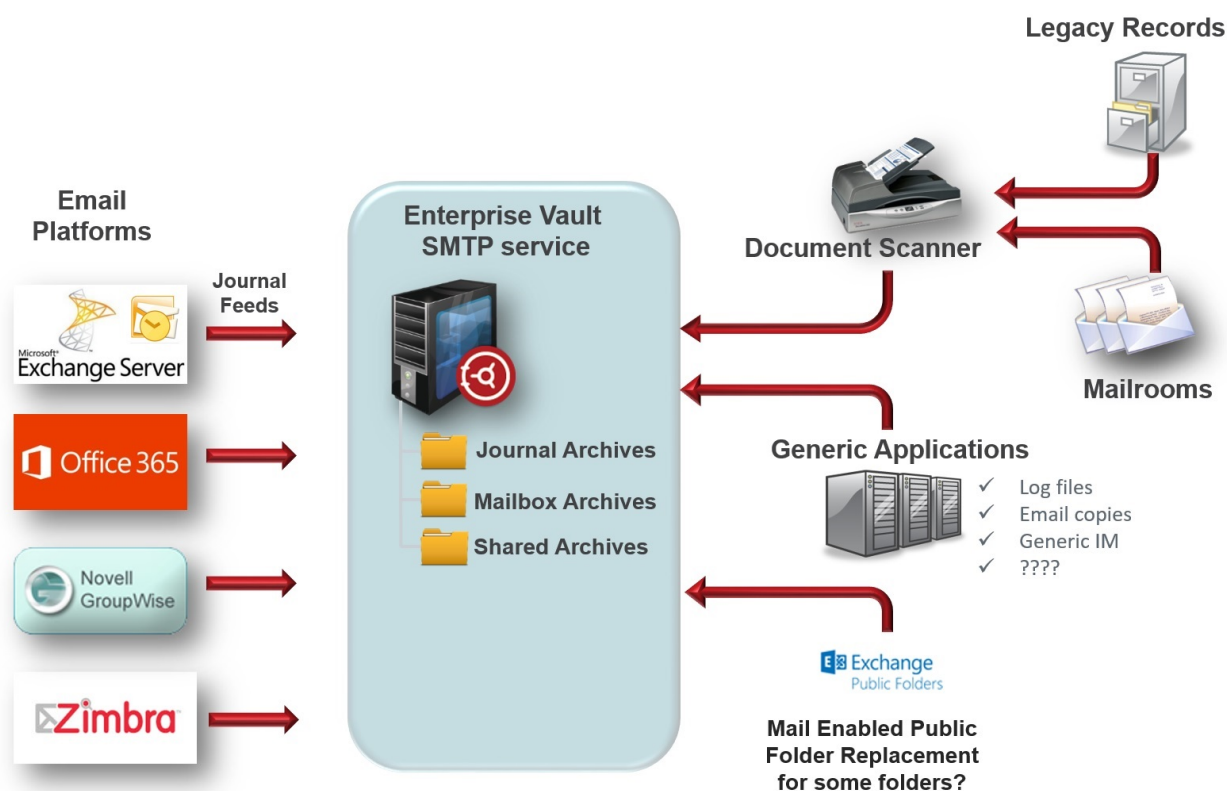 Legacy Records
Email
Platforms
Journal
Feeds
Microsoft®
Exchange Server
Office 365
Novell
GroupWise
Zimbra
Enterprise Vault
SMTP service
Journal Archives
Mailbox Archives
Shared Archives
Document Scanner
Mailrooms
Generic Applications
✓ Log files
✓ Email copies
✓ Generic IM
✓ ????
Exchange
Public Folders
Mail Enabled Public
Folder Replacement
for some folders?